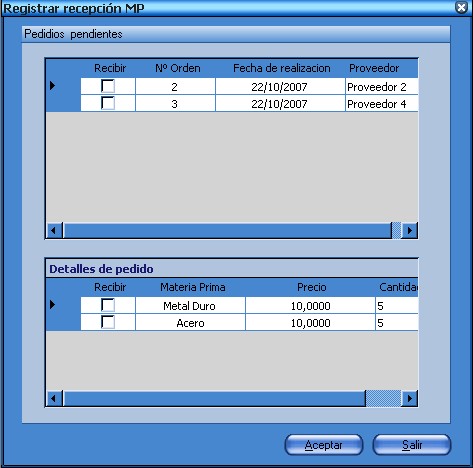 Registrar recepción MP
Pedidios pendientes
Recibir Nº Orden Fecha de realizacion Proveedor
2 22/10/2007 Proveedor 2
3 22/10/2007 Proveedor 4
Detalles de pedido
Recibir Materia Prima Precio Cantidad
Metal Duro 10,0000 5
Acero 10,0000 5
Aceptar Salir